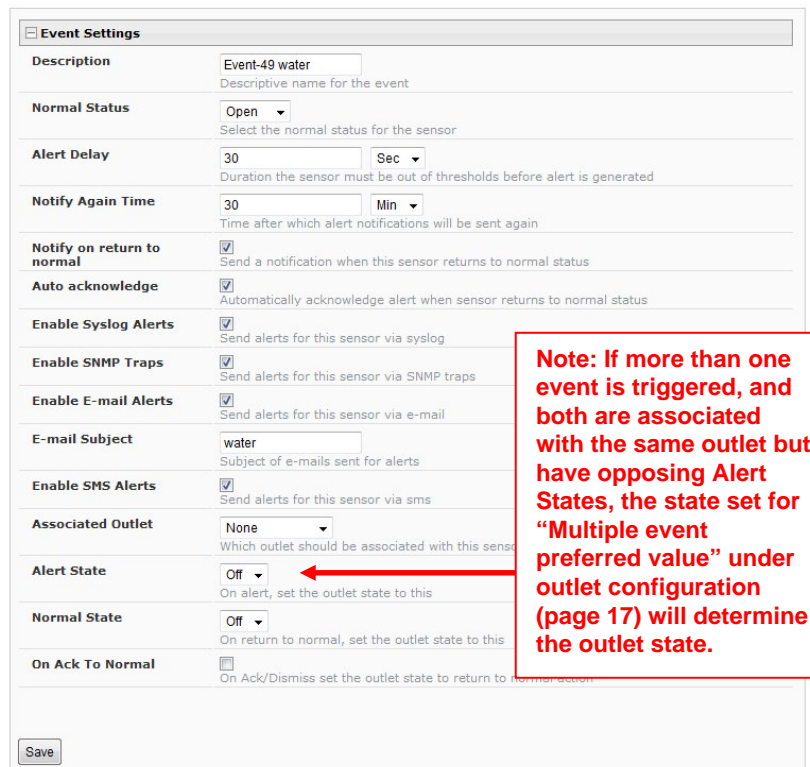 Event Settings
Description
Event-49 water
Descriptive name for the event
Normal Status
Open
Select the normal status for the sensor
Alert Delay
30 Sec
Duration the sensor must be out of thresholds before alert is generated
Notify Again Time
30 Min
Time after which alert notifications will be sent again
Notify on return to
normal
Send a notification when this sensor returns to normal status
Auto acknowledge
Automatically acknowledge alert when sensor returns to normal status
Enable Syslog Alerts
Send alerts for this sensor via syslog
Enable SNMP Traps
Send alerts for this sensor via SNMP traps
Enable E-mail Alerts
Send alerts for this sensor via e-mail
E-mail Subject
water
Subject of e-mails sent for alerts
Enable SMS Alerts
Send alerts for this sensor via sms
Associated Outlet
None
Which outlet should be associated with this
Alert State
Off
On alert, set the outlet state to this
Normal State
Off
On return to normal, set the outlet state to this
On Ack To Normal
On Ack/Dismiss set the outlet state to return to normal action
Save
Note: If more than one
event is triggered, and
both are associated
with the same outlet but
have opposing Alert
States, the state set for
“Multiple event
preferred value” under
outlet configuration
(page 17) will determine
the outlet state.